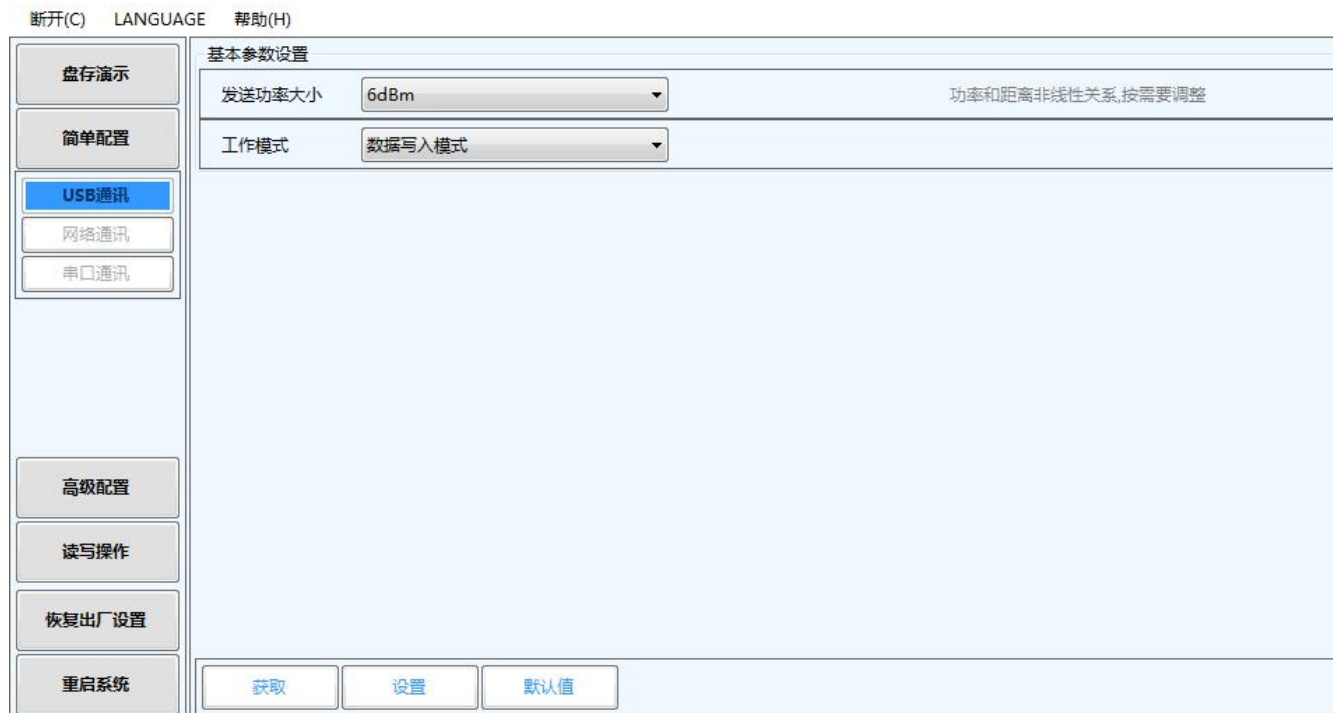 断开(C) LANGUAGE 帮助(H)
盘存演示
简单配置
USB通讯
网络通讯
串口通讯
高级配置
读写操作
恢复出厂设置
重启系统
基本参数设置
发送功率大小 6dBm 功率和距离非线性关系,按需要调整
工作模式 数据写入模式
获取 设置 默认值